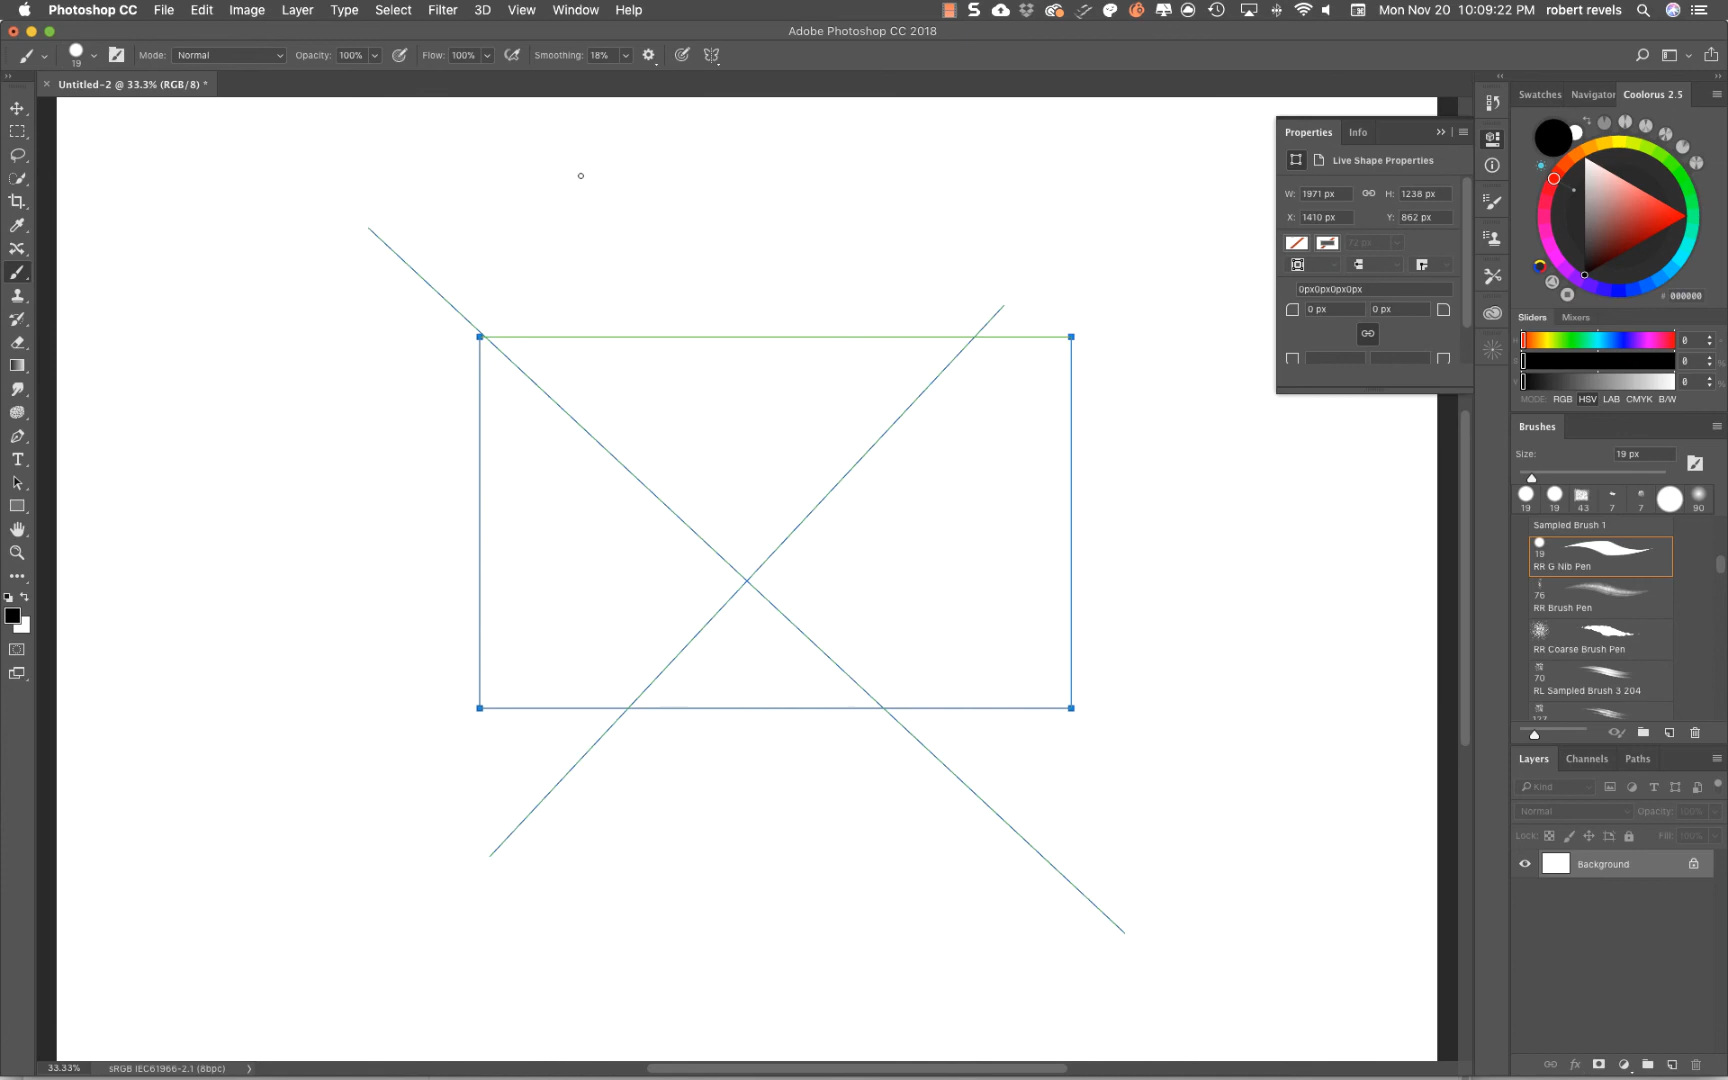 Photoshop CC File Edit Image Layer Type Select Filter 3D View Window Help Mon Nov 20 10:09:22 PM robert revels
Adobe Photoshop CC 2018
19 Mode: Normal Opacity: 100% Flow: 100% Smoothing: 18%
Untitled-2 @ 33.3% (RGB/8) *
Swatches Navigator Coolorus 2.5
Properties Info
Live Shape Properties
W: 1971 px H: 1238 px
X: 1410 px Y: 862 px
72 px
0px0px0px0px
0 px 0 px
# 000000
Sliders Mixers
0
0 %
0 %
MODE: RGB HSV LAB CMYK B/W
Brushes
Size: 19 px
19 19 43 7 7 90
Sampled Brush 1
19
RR G Nib Pen
76
RR Brush Pen
RR Coarse Brush Pen
70
RL Sampled Brush 3 204
Layers Channels Paths
Kind
Normal Opacity: 100%
Lock: Fill: 100%
Background
33.33% sRGB IEC61966-2.1 (8bpc)